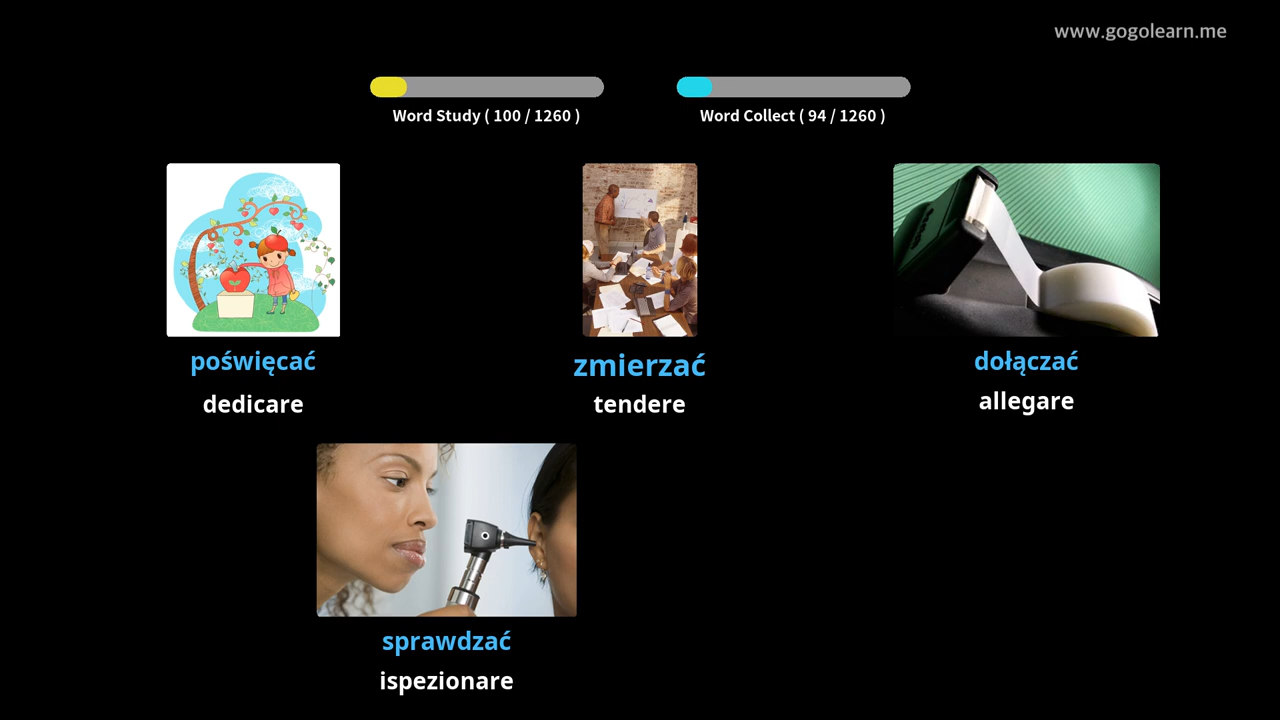 www.gogolearn.me
Word Study ( 100 / 1260 )
Word Collect ( 94 / 1260 )
poświęcać
dedicare
zmierzać
tendere
dołączać
allegare
sprawdzać
ispezionare